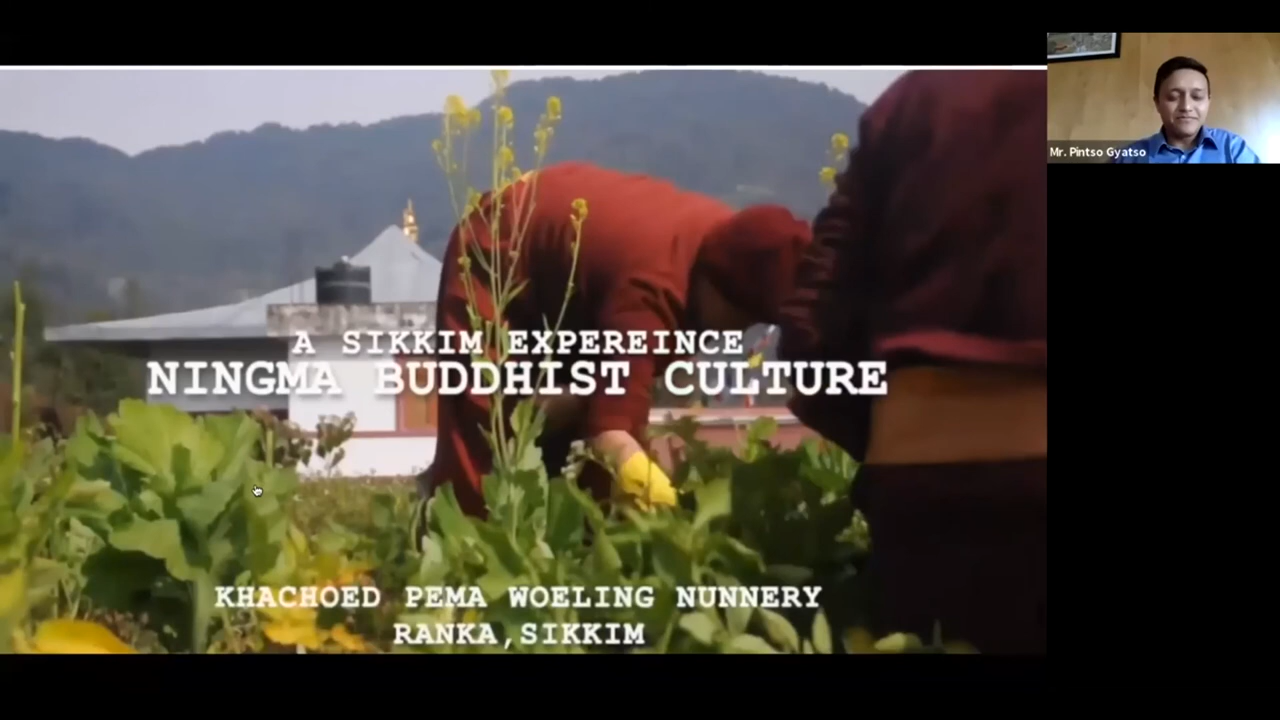 A SIKKIM EXPEREINCE
NINGMA BUDDHIST CULTURE
KHACHOED PEMA WOELING NUNNERY
RANKA,SIKKIM
Mr. Pintso Gyatso